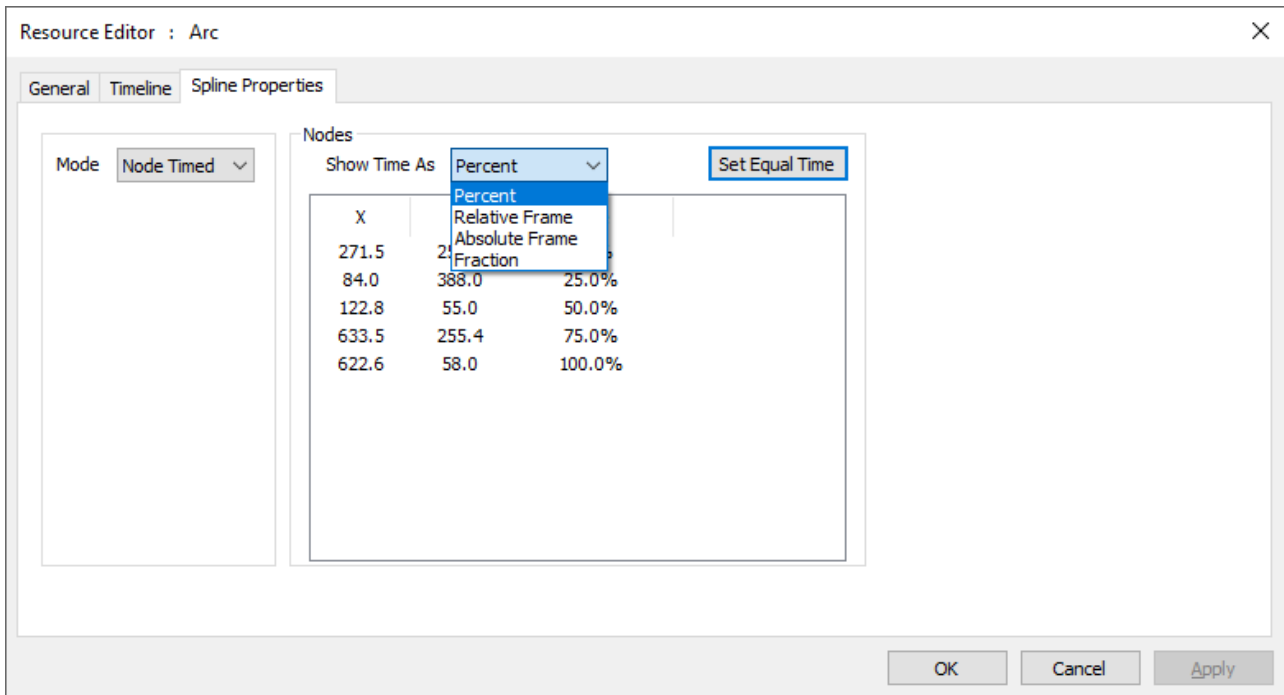 Resource Editor : Arc
General Timeline Spline Properties
Nodes
Mode Node Timed Show Time As Percent Set Equal Time
Percent
Relative Frame
Absolute Frame
Fraction
X
271.5
84.0 388.0 25.0%
122.8 55.0 50.0%
633.5 255.4 75.0%
622.6 58.0 100.0%
OK Cancel Apply